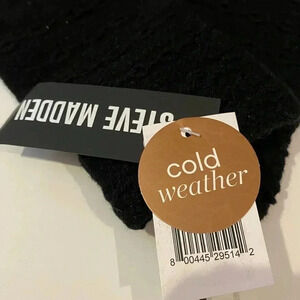 STEVE MADDEN
cold
weather
8 00445 29514 2